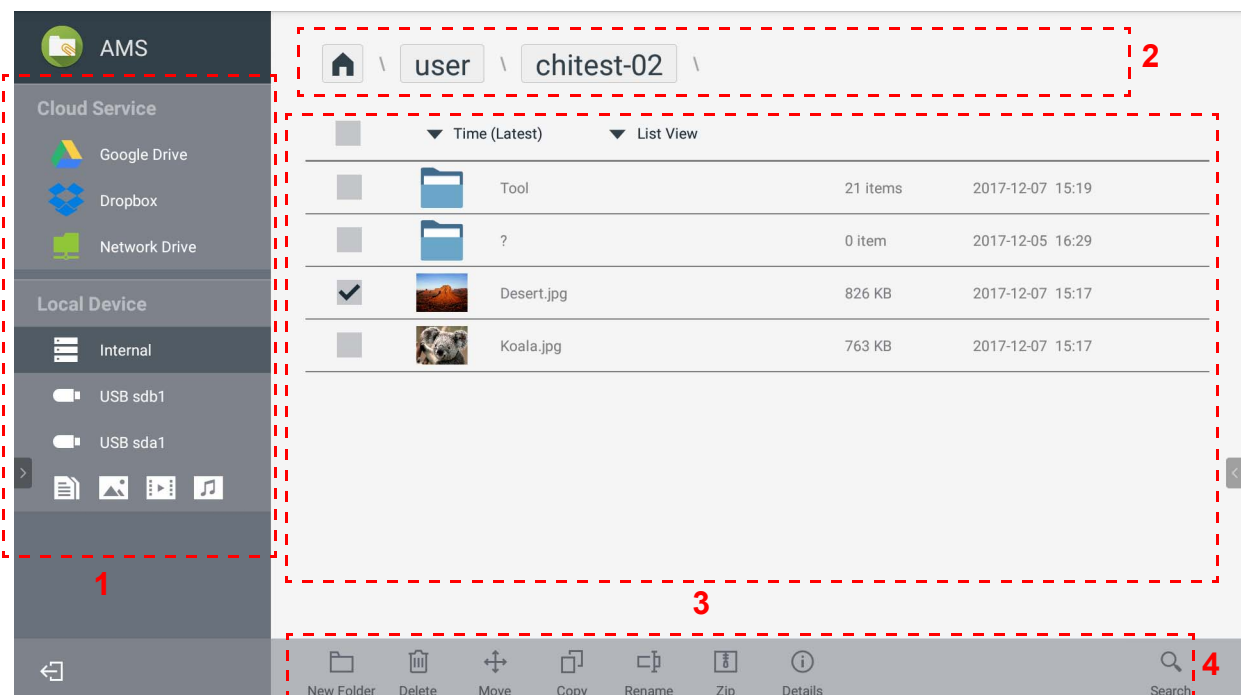 AMS
Cloud Service
Google Drive
Dropbox
Network Drive
Local Device
Internal
USB sdb1
USB sda1
1
\ user \ chitest-02 \
2
Time (Latest) List View
Tool 21 items 2017-12-07 15:19
? 0 item 2017-12-05 16:29
Desert.jpg 826 KB 2017-12-07 15:17
Koala.jpg 763 KB 2017-12-07 15:17
3
New Folder Delete Move Copy Rename Zip Details Search
4